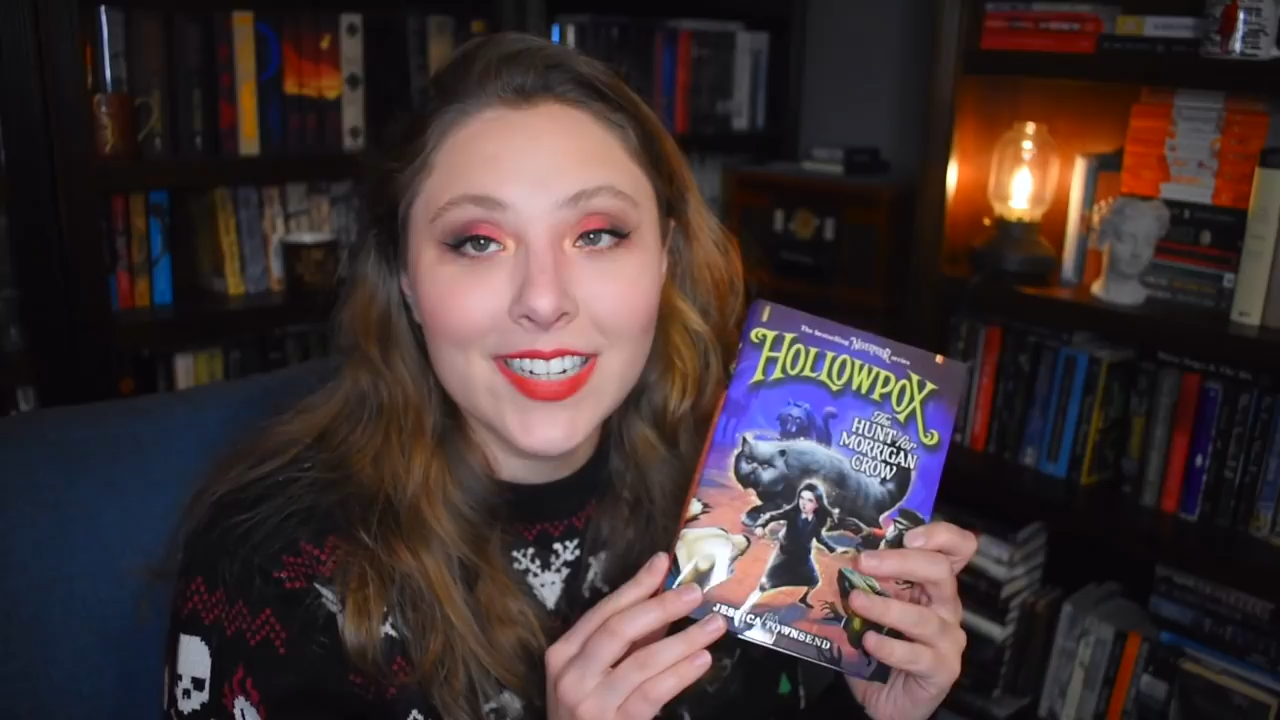 The bestselling NEVERMOOR series
HOLLOWPOX
The
HUNT for
MORRIGAN
CROW
JESSICA TOWNSEND